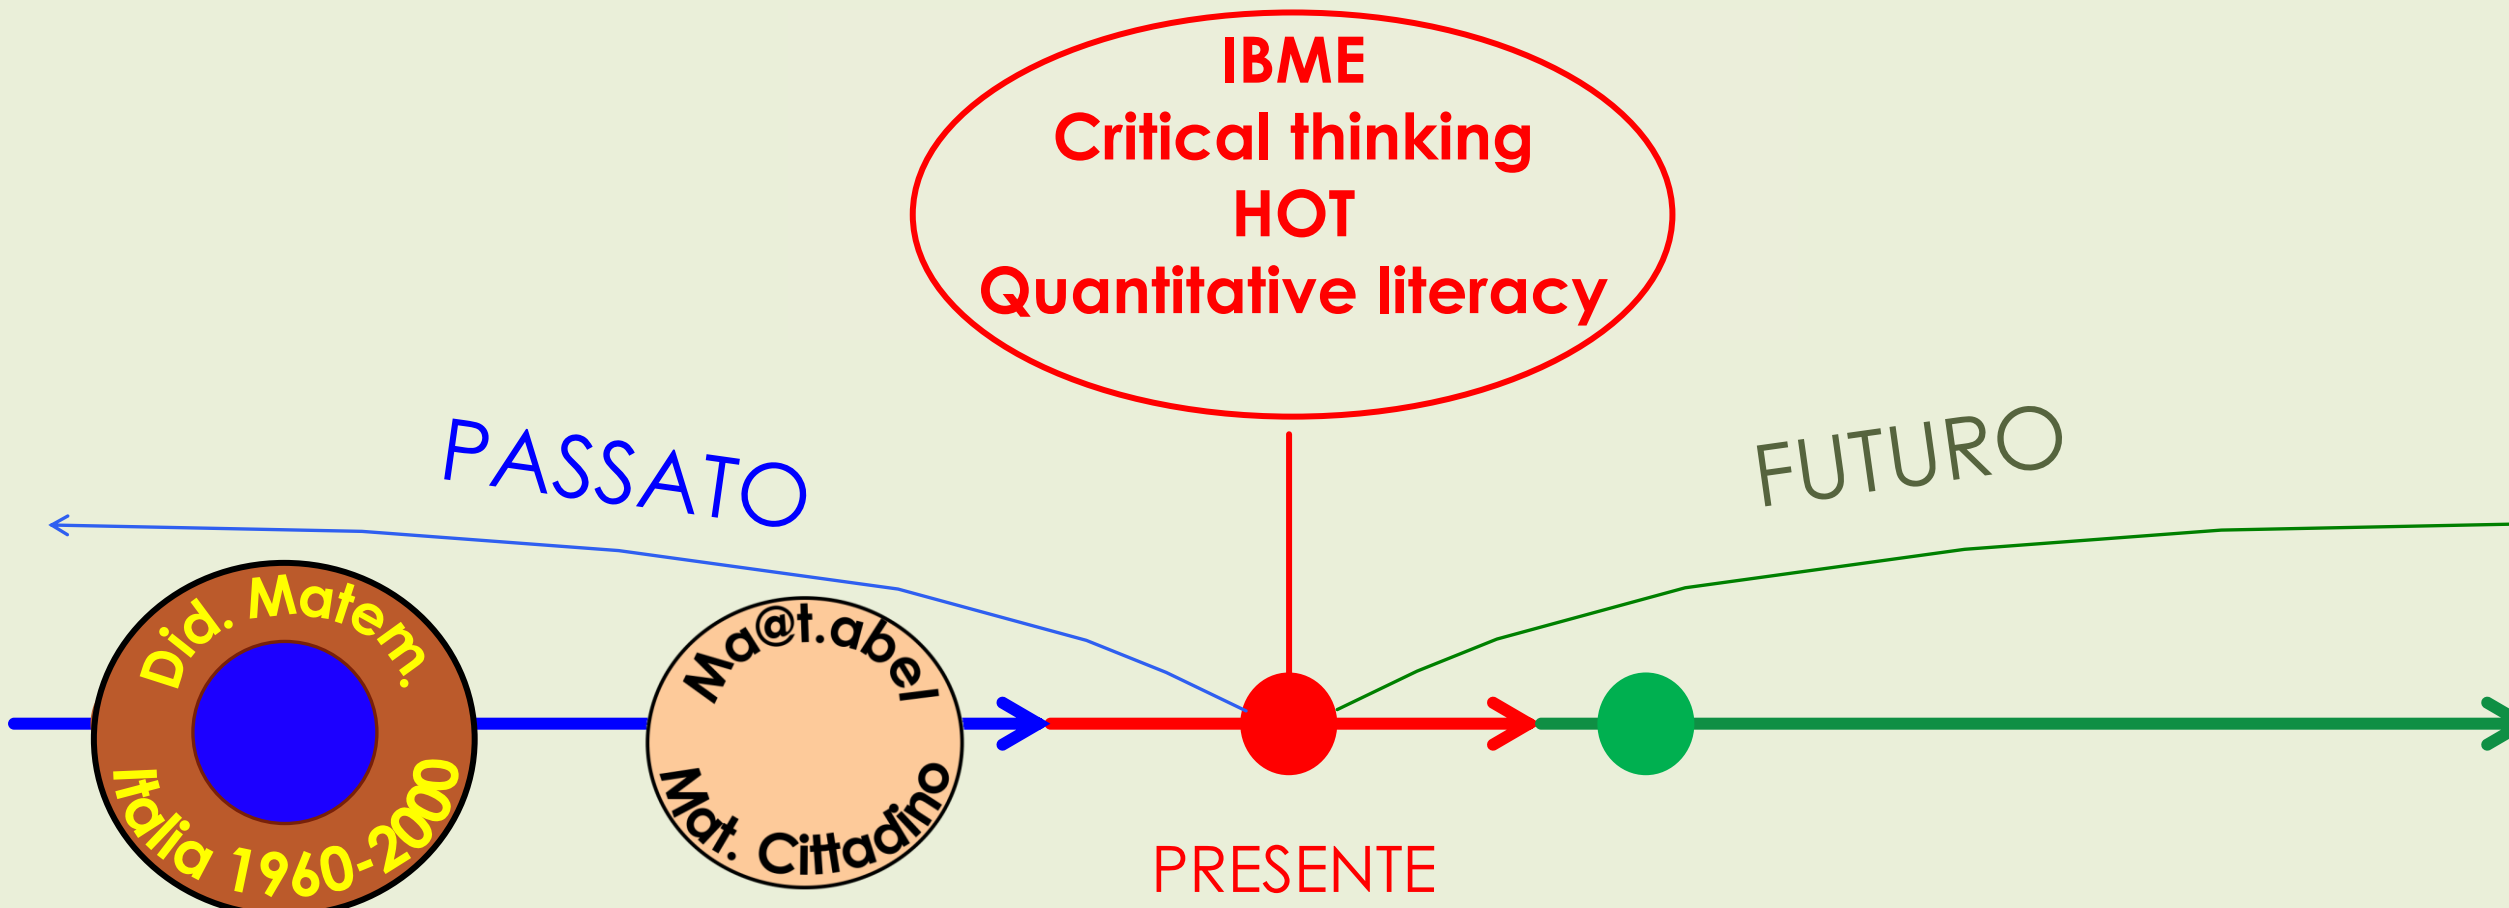 IBME
Critical thinking
HOT
Quantitative literacy
PASSATO
FUTURO
Did. Matem.
Italia 1960-2000
Ma@t.abel
Mat. Cittadino
PRESENTE